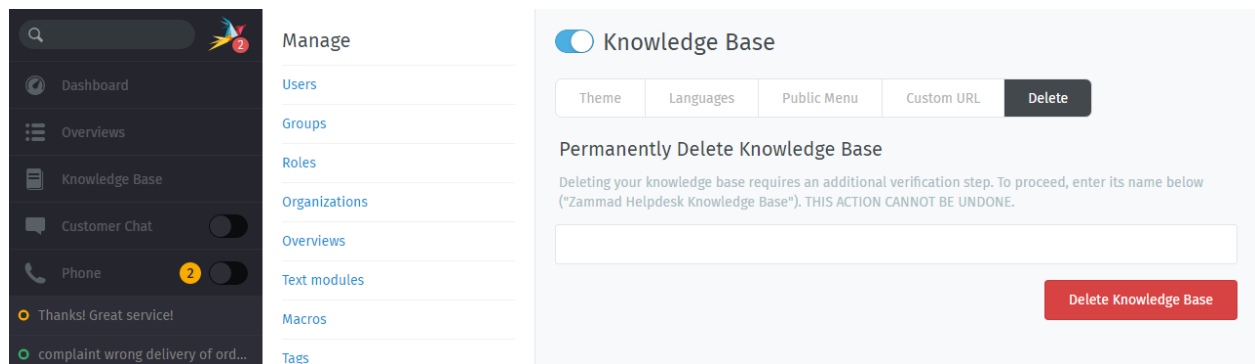 2
Dashboard
Overviews
Knowledge Base
Customer Chat
Phone 2
Thanks! Great service!
complaint wrong delivery of ord...
Manage
Users
Groups
Roles
Organizations
Overviews
Text modules
Macros
Tags
Knowledge Base
Theme Languages Public Menu Custom URL Delete
Permanently Delete Knowledge Base
Deleting your knowledge base requires an additional verification step. To proceed, enter its name below
("Zammad Helpdesk Knowledge Base"). THIS ACTION CANNOT BE UNDONE.
Delete Knowledge Base